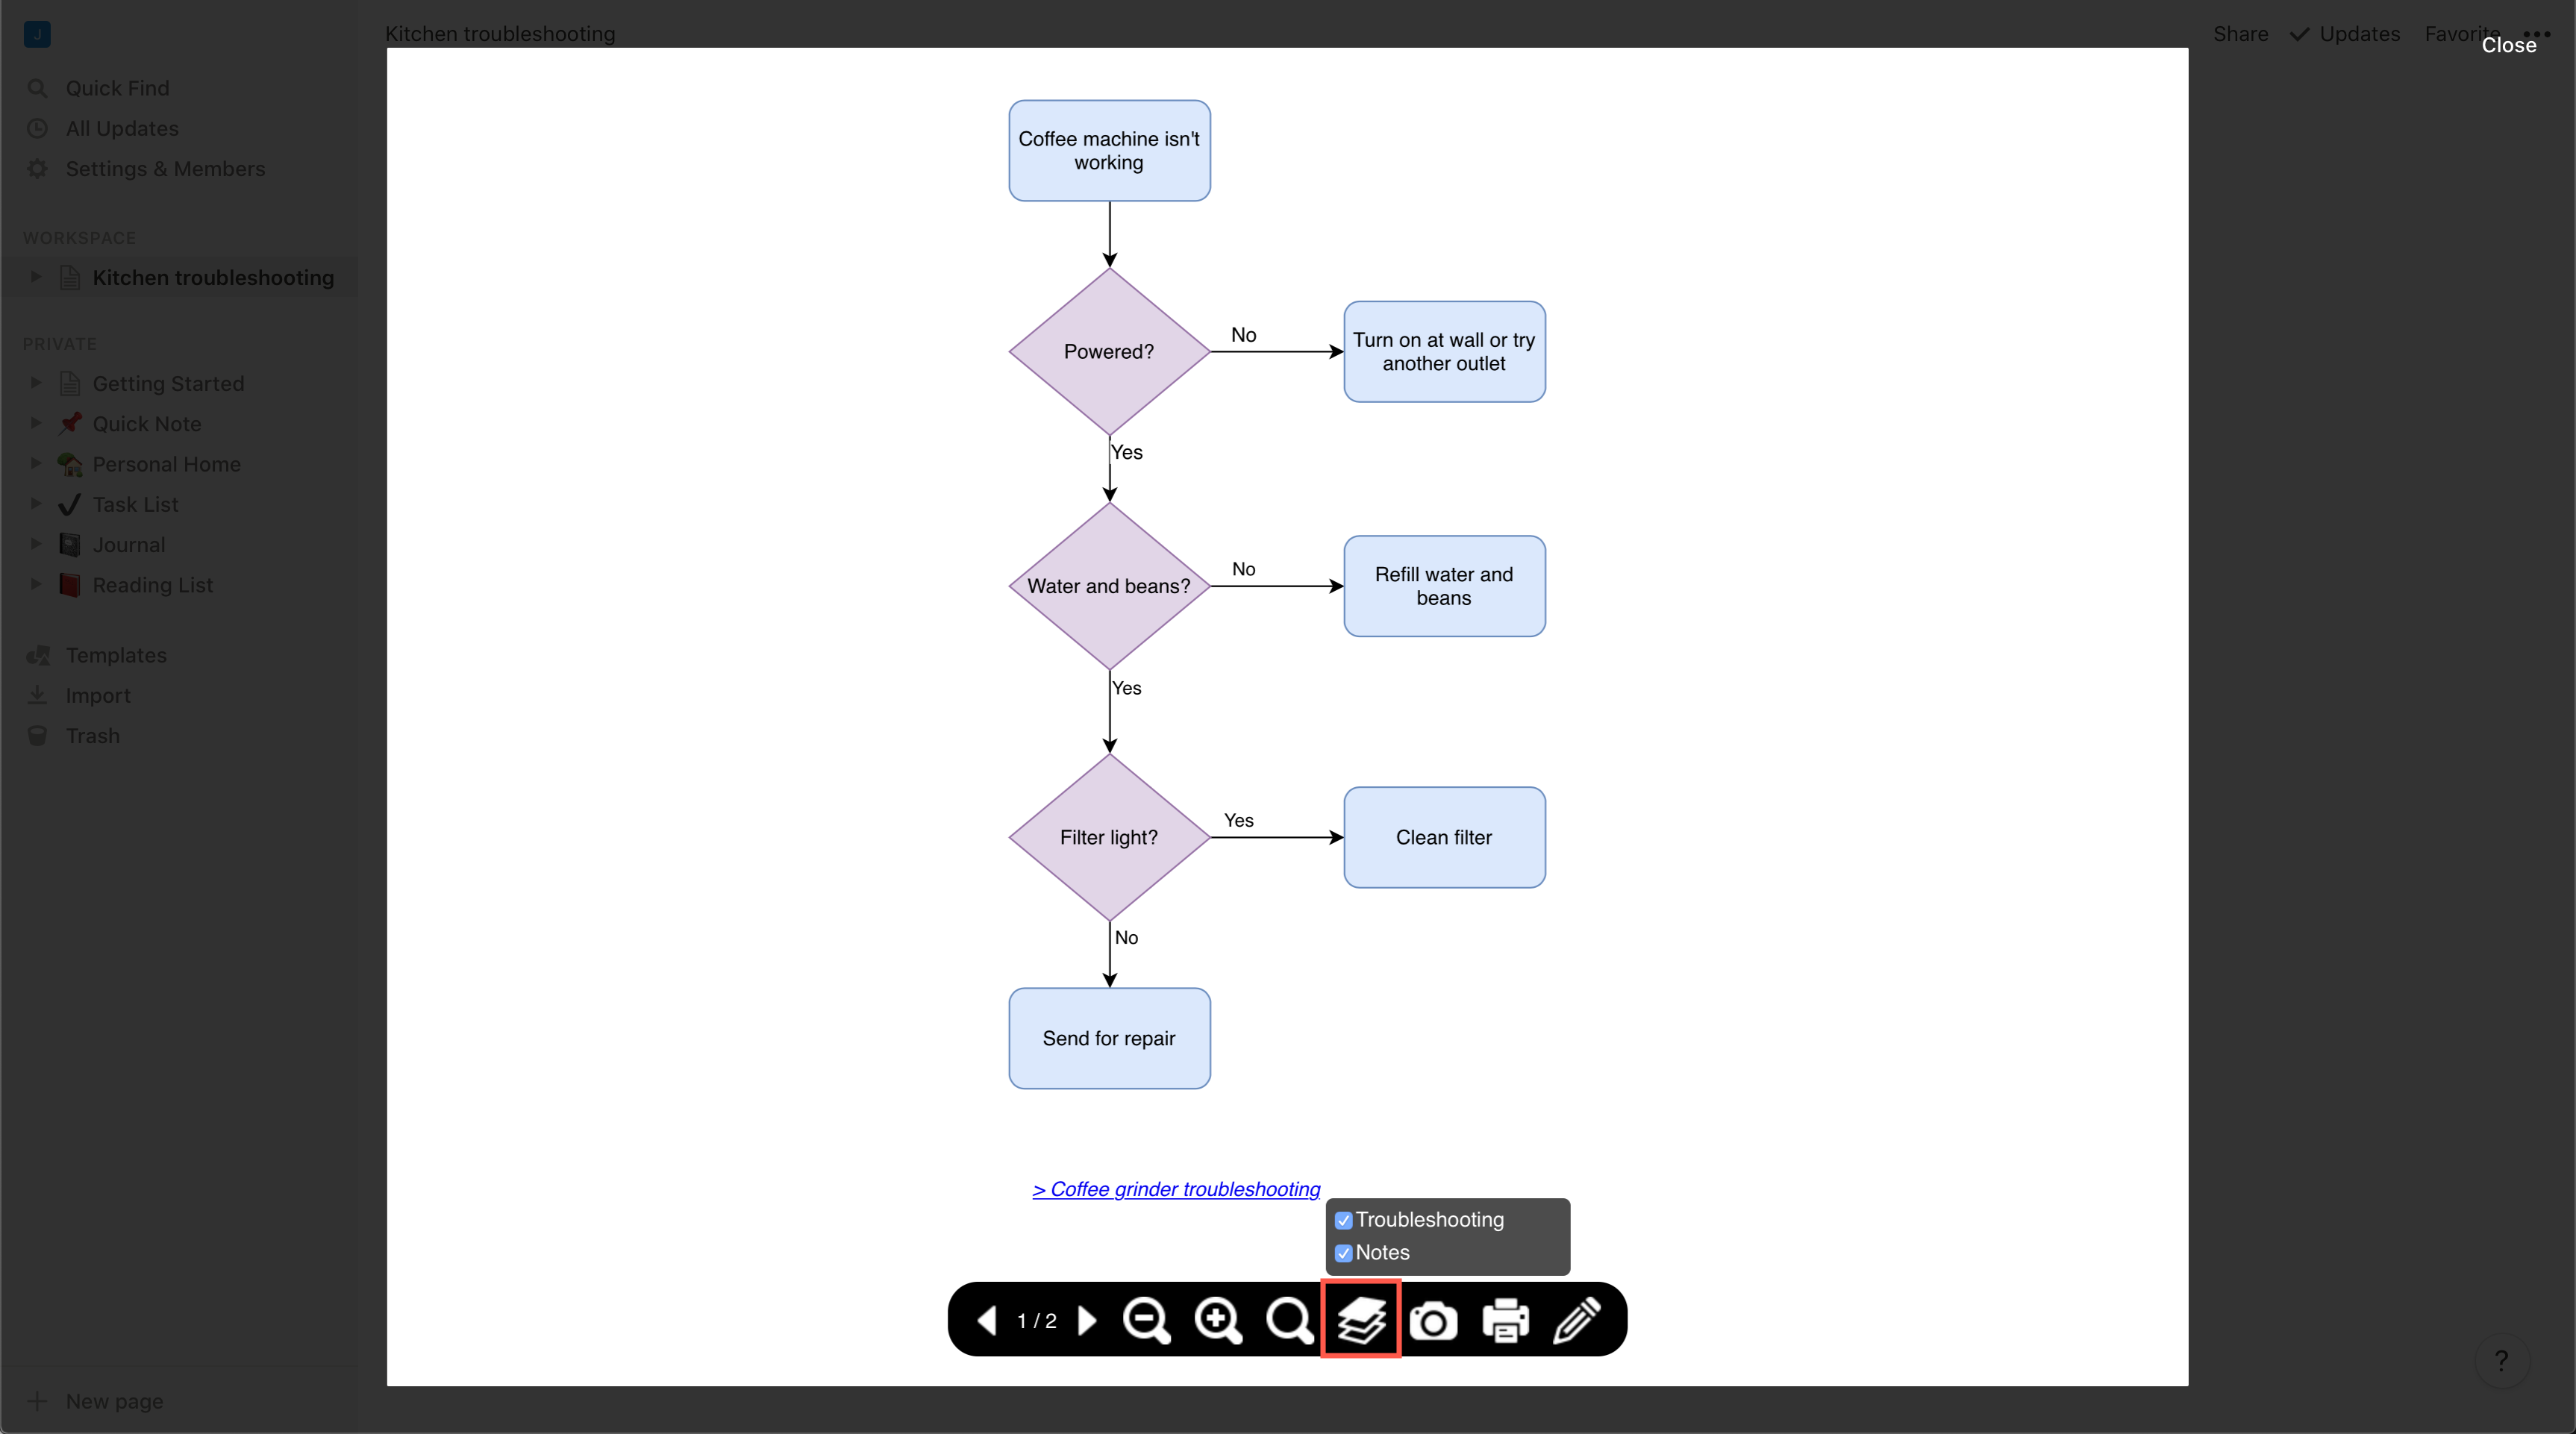 J
Kitchen troubleshooting
Share
Updates
Favorite
Close
Quick Find
All Updates
Settings & Members
WORKSPACE
Kitchen troubleshooting
PRIVATE
Getting Started
Quick Note
Personal Home
Task List
Journal
Reading List
Templates
Import
Trash
New page
Coffee machine isn't
working
Powered?
No
Turn on at wall or try
another outlet
Yes
Water and beans?
No
Refill water and
beans
Yes
Filter light?
Yes
Clean filter
No
Send for repair
> Coffee grinder troubleshooting
Troubleshooting
Notes
1 / 2
?